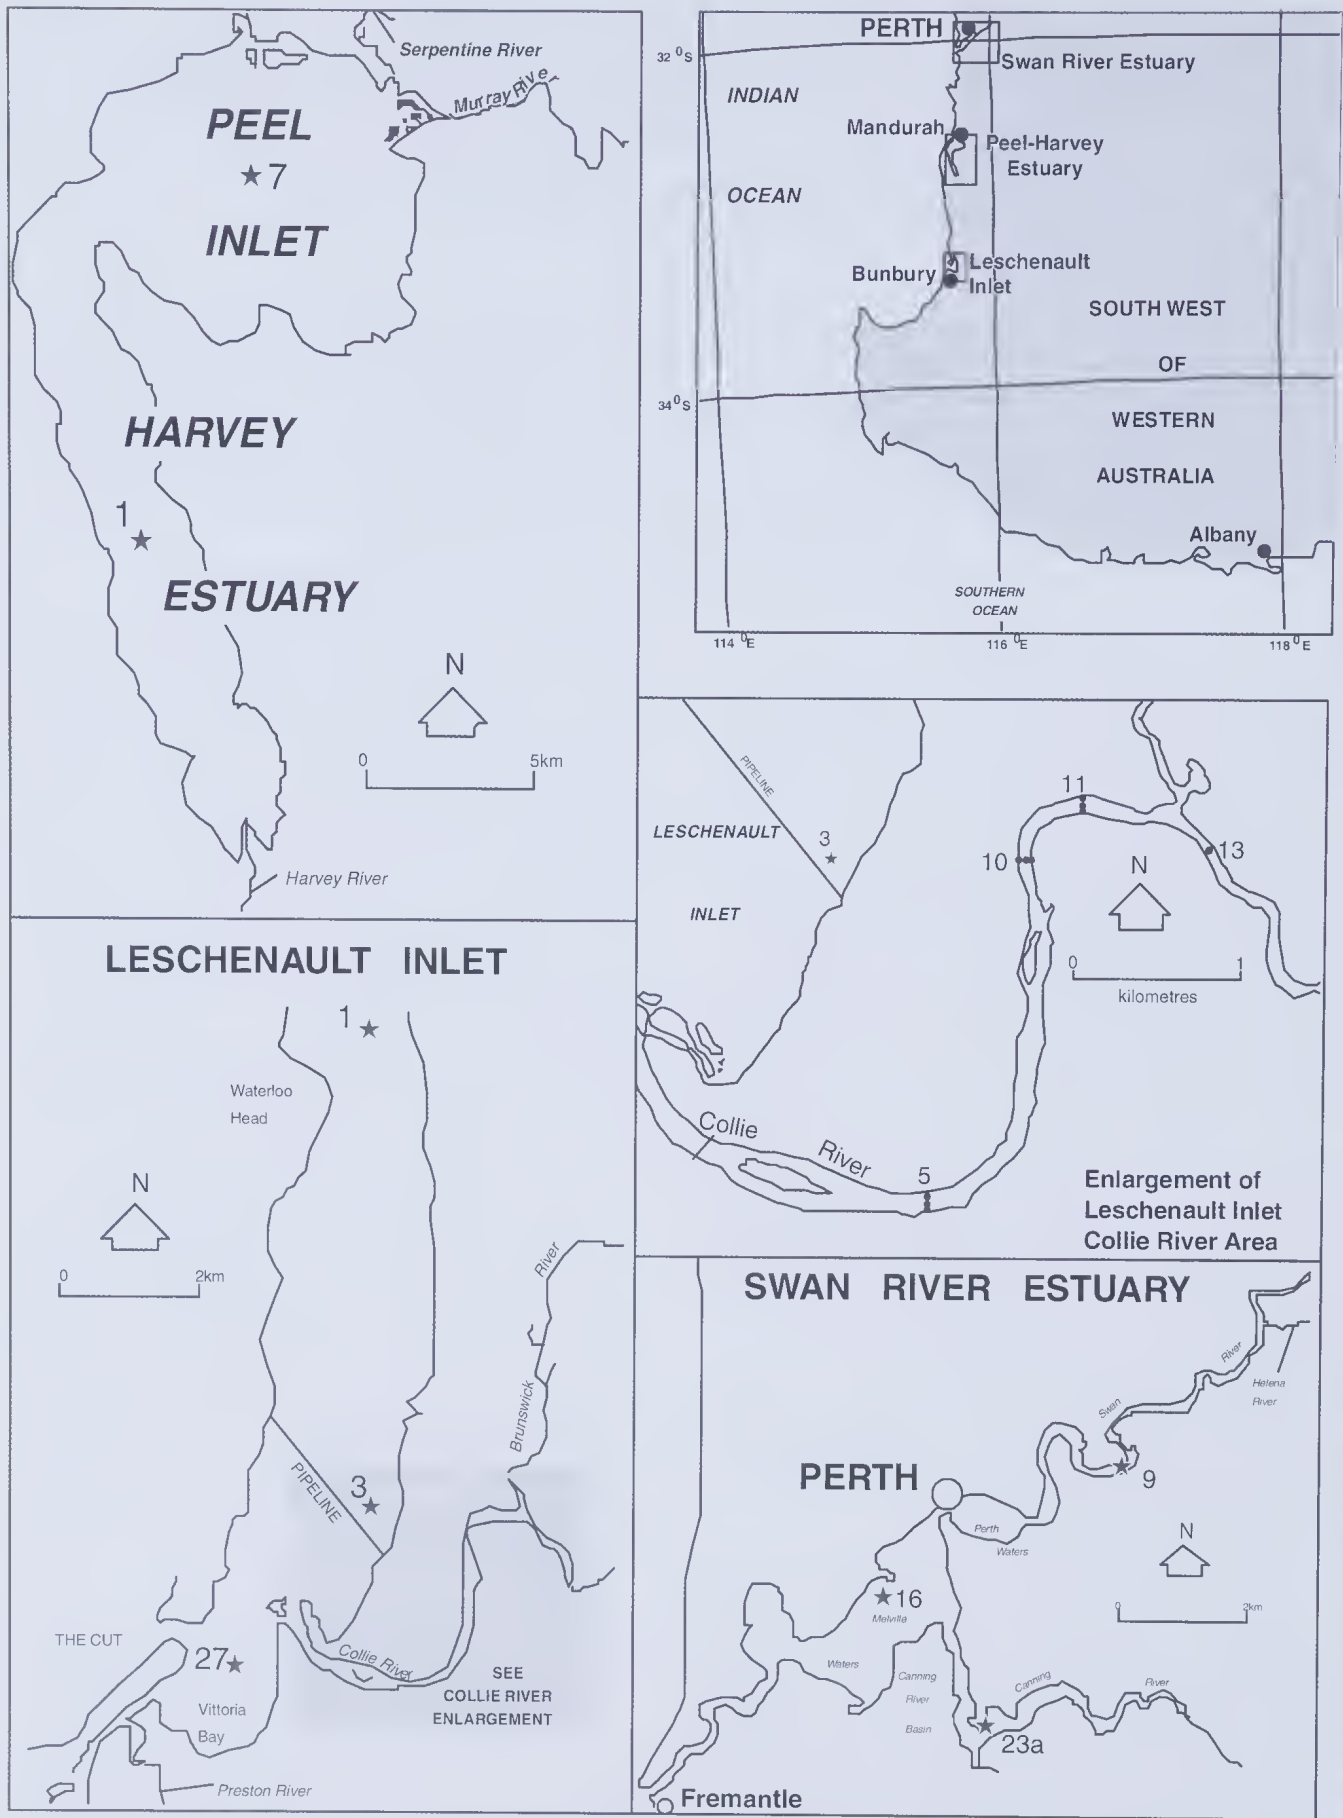 Serpentine River
Murray River
PEEL
7
INLET
HARVEY
1
ESTUARY
N
0 5km
Harvey River
PERTH
32 °S
Swan River Estuary
INDIAN
Mandurah
Peel-Harvey
Estuary
OCEAN
Bunbury
Leschenault
Inlet
SOUTH WEST
OF
34 °S
WESTERN
AUSTRALIA
Albany
SOUTHERN
OCEAN
114 °E
116 °E
118 °E
PIPELINE
LESCHENAULT
3
INLET
11
10
13
N
0 1
kilometres
Collie River
5
Enlargement of
Leschenault Inlet
Collie River Area
LESCHENAULT INLET
1
Waterloo
Head
N
0 2km
Brunswick River
PIPELINE
3
THE CUT
27
Collie River
SEE
COLLIE RIVER
ENLARGEMENT
Vittoria
Bay
Preston River
SWAN RIVER ESTUARY
Swan River
Helena
River
PERTH
9
Perth
Waters
N
0 2km
16
Melville
Waters
Canning
River
Basin
Canning River
23a
Fremantle